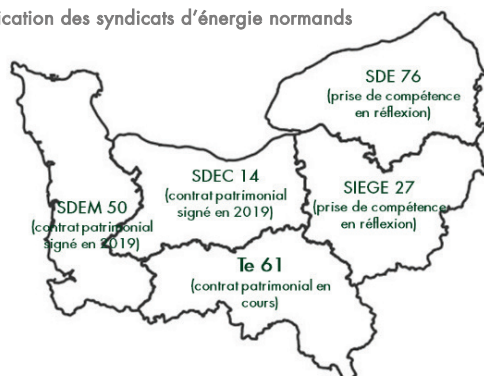 ication des syndicats d'énergie normands
SDE 76
(prise de compétence
en réflexion)
SDEC 14
(contrat patrimonial
signé en 2019)
SIEGE 27
(prise de compétence
en réflexion)
SDEM 50
(contrat patrimonial
signé en 2019)
Te 61
(contrat patrimonial en
cours)